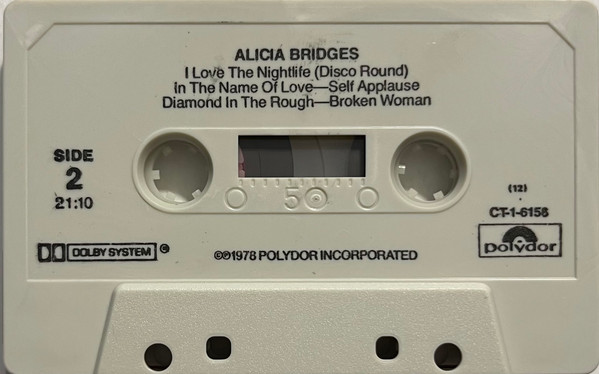 ALICIA BRIDGES
I Love The Nightlife (Disco Round)
In The Name Of Love—Self Applause
Diamond In The Rough—Broken Woman
SIDE
2
21:10
50
(12)
CT-1-6158
polydor
DOLBY SYSTEM ®
©℗1978 POLYDOR INCORPORATED